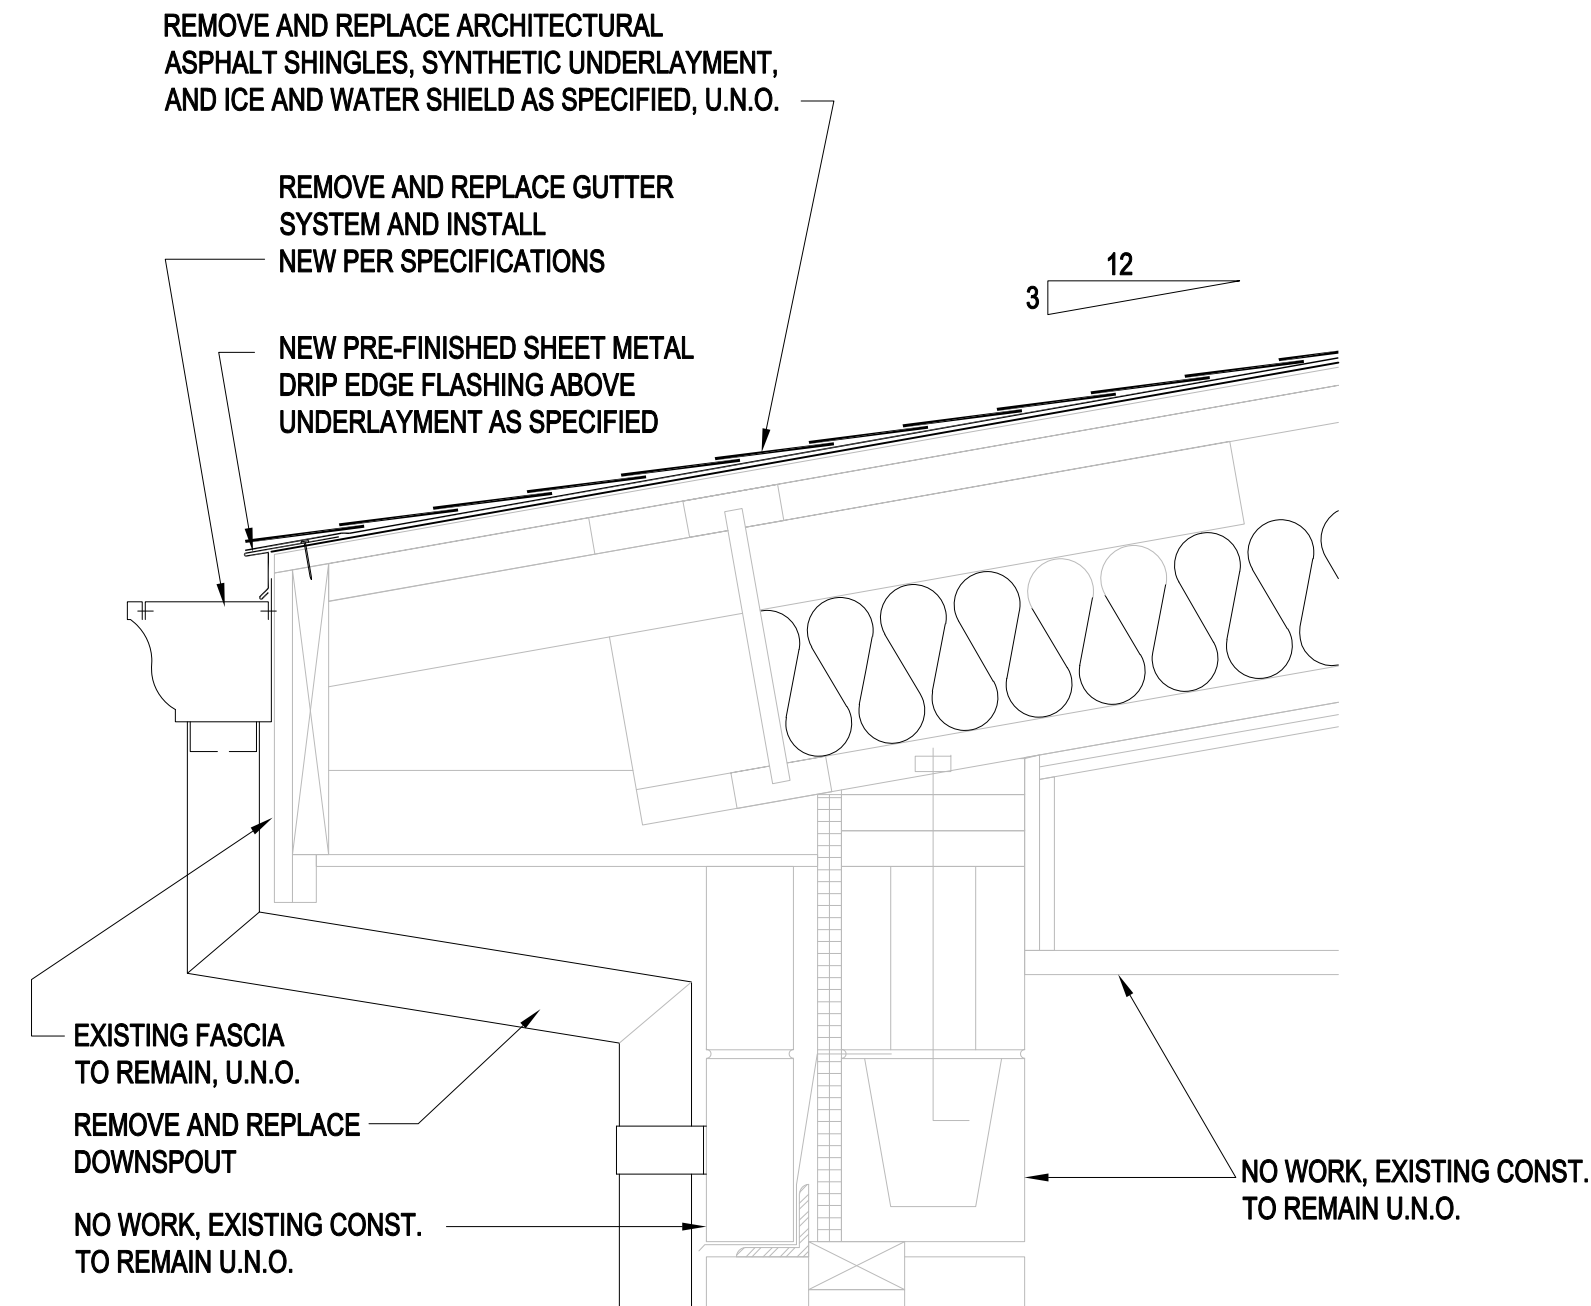 REMOVE AND REPLACE ARCHITECTURAL
ASPHALT SHINGLES, SYNTHETIC UNDERLAYMENT,
AND ICE AND WATER SHIELD AS SPECIFIED, U.N.O.
REMOVE AND REPLACE GUTTER
SYSTEM AND INSTALL
NEW PER SPECIFICATIONS
12
3
NEW PRE-FINISHED SHEET METAL
DRIP EDGE FLASHING ABOVE
UNDERLAYMENT AS SPECIFIED
EXISTING FASCIA
TO REMAIN, U.N.O.
REMOVE AND REPLACE
DOWNSPOUT
NO WORK, EXISTING CONST.
TO REMAIN U.N.O.
NO WORK, EXISTING CONST.
TO REMAIN U.N.O.